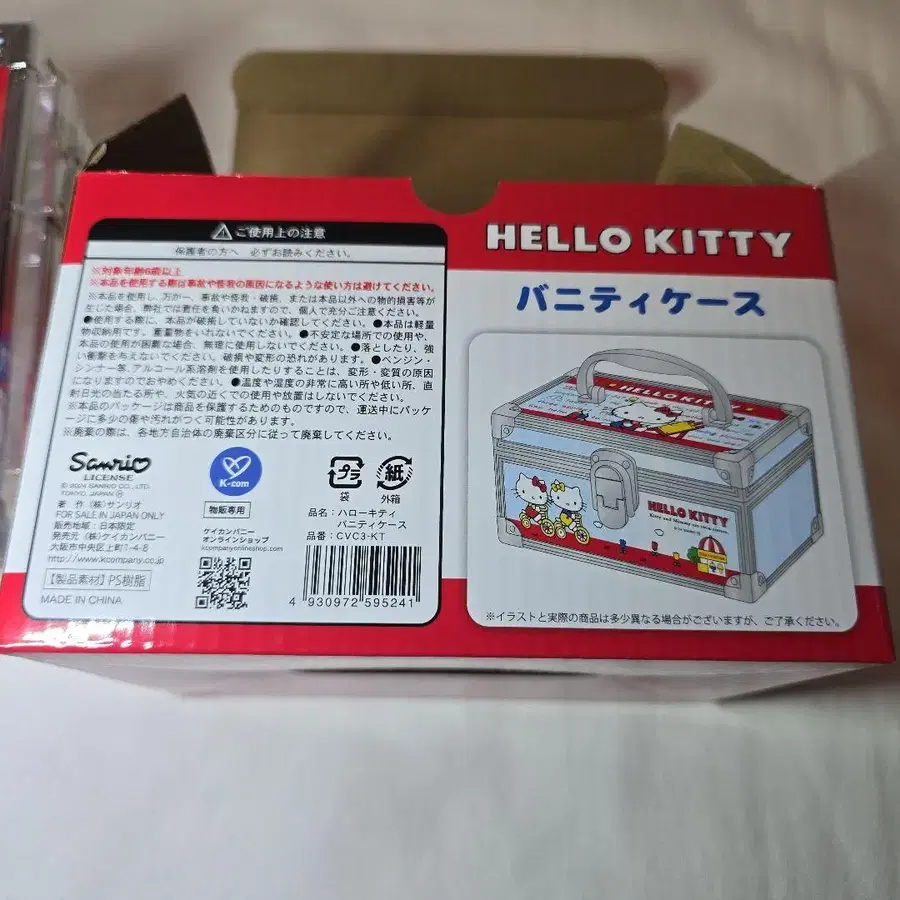 ⚠ ご使用上の注意
保護者の方へ 必ずお読みください。
※対象年齢6歳以上
※本品を使用する際は事故や怪我の原因になるような使い方は避けてください。
※本品を使用し、万が一、事故や怪我・破損、または本品以外への物的損害等が
生じた場合、弊社では責任を負いかねますので、個人で充分ご注意ください。
●使用する際に、本品が破損していないか確認してください。●本品は軽量
物収納用です。重量物をいれないでください。●不安定な場所での使用や、
本品の使用が困難な場合、無理に使用しないでください。●落としたり、強い
衝撃を与えないでください。破損や変形の恐れがあります。●ベンジン・
シンナー等、アルコール系溶剤を使用したりすることは、変形・変質の原因に
なりますのでおやめください。●温度や湿度の非常に高い所や低い所、直
射日光の当たる所や、火気の近くでの使用や放置はしないでください。
※本品のパッケージは商品を保護するためのものですので、運送中にパッケ
ージに多少の傷や汚れがつく可能性があります。
※廃棄の際は、各地方自治体の廃棄区分に従って廃棄してください。
Sanrio
LICENSE
© 2024 SANRIO CO., LTD.
TOKYO, JAPAN Ⓗ
著作 (株)サンリオ
FOR SALE IN JAPAN ONLY
販売地域:日本限定
発売元 (株)ケイカンパニー
大阪市中央区上町1-4-8
http://www.kcompany.co.jp
【製品素材】PS樹脂
MADE IN CHINA
K-com
物販専用
ケイカンパニー
オンラインショップ
kcompanyonlineshop.com
プラ
袋
紙
外箱
品名:ハローキティ
バニティケース
品番:CVC3-KT
4 930972 595241
HELLO KITTY
バニティケース
HELLO KITTY
HELLO KITTY
※イラストと実際の商品は多少異なる場合がございますが、ご了承ください。